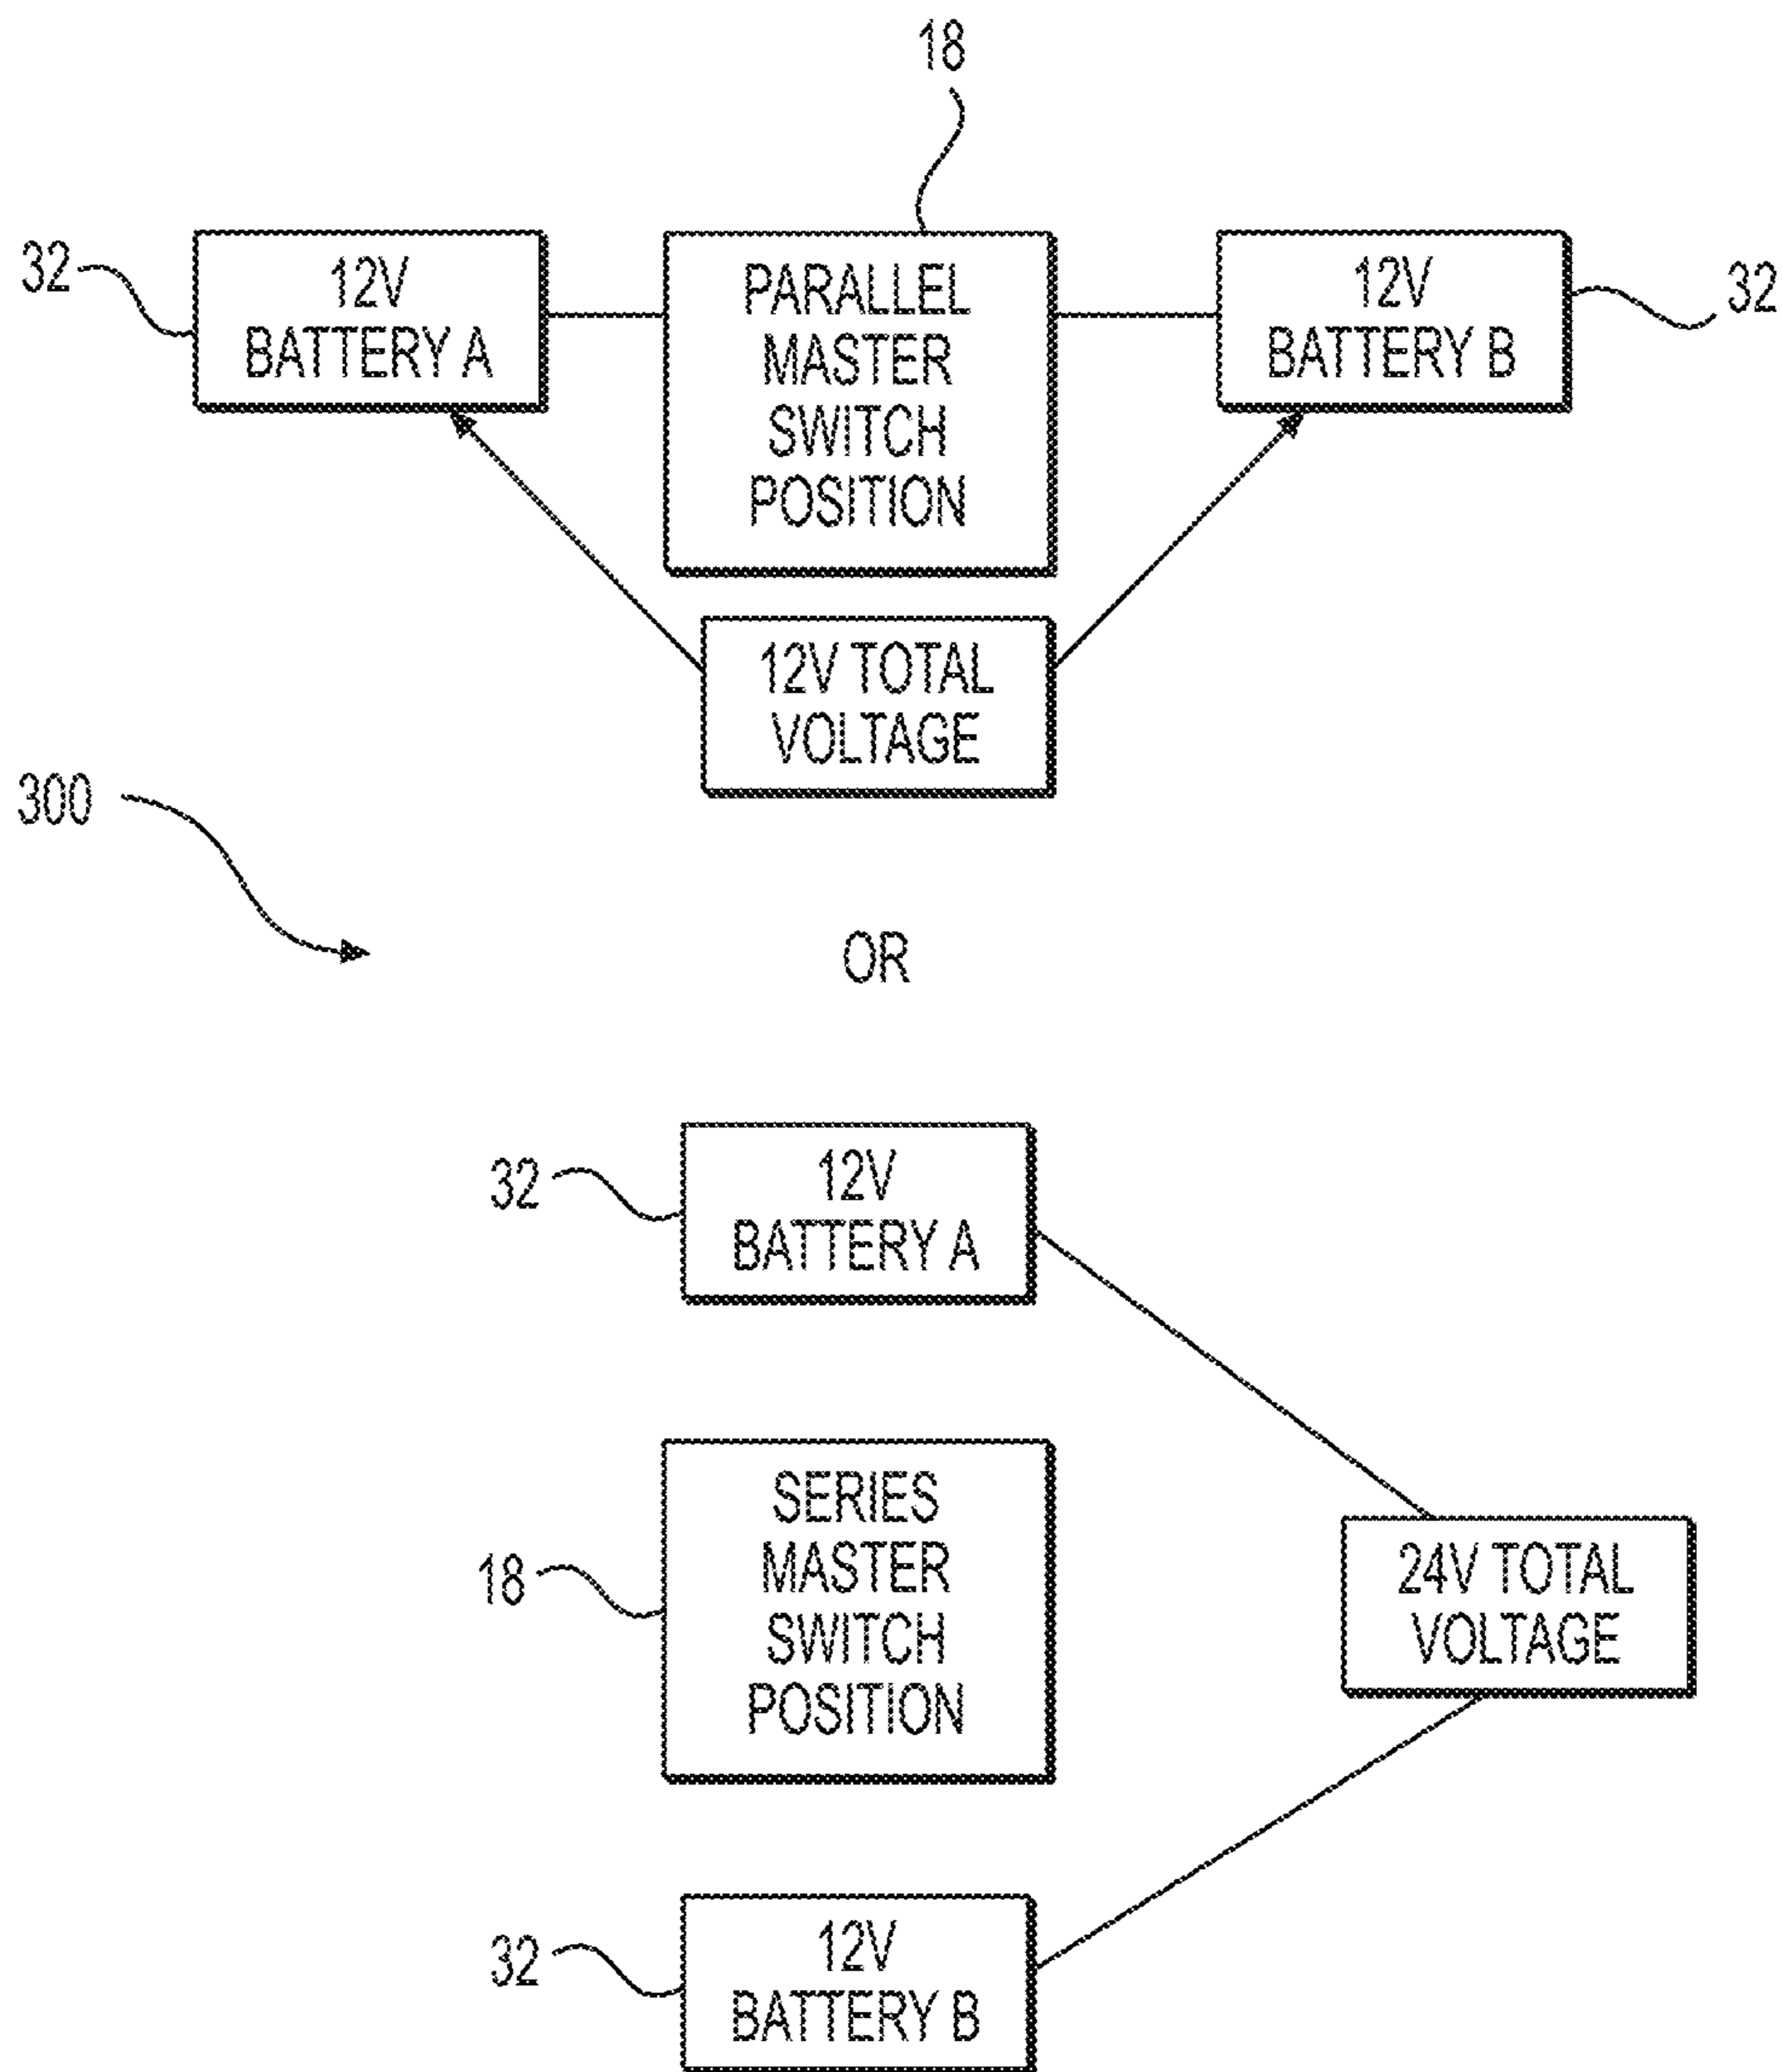 18
32
12V
BATTERY A
PARALLEL
MASTER
SWITCH
POSITION
12V
BATTERY B
32
12V TOTAL
VOLTAGE
300
OR
32
12V
BATTERY A
18
SERIES
MASTER
SWITCH
POSITION
24V TOTAL
VOLTAGE
32
12V
BATTERY B